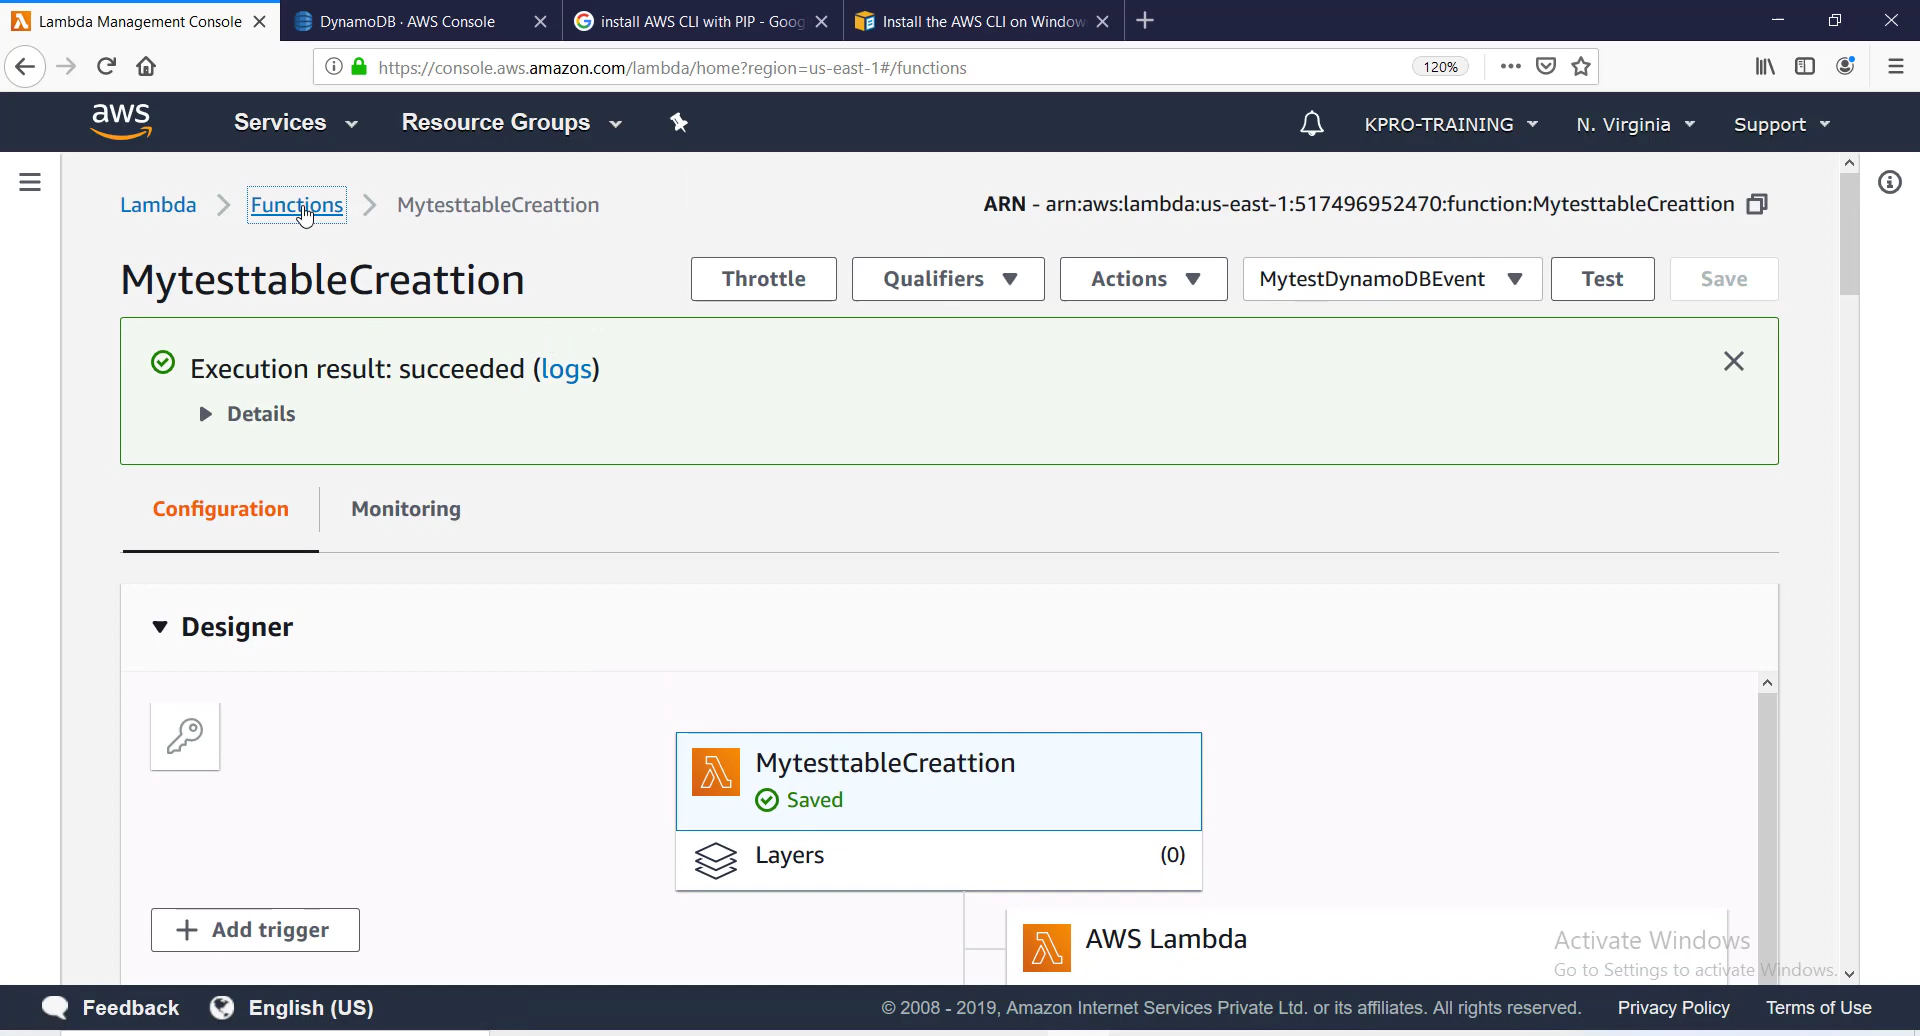 Lambda Management Console
DynamoDB · AWS Console
install AWS CLI with PIP - Goog
Install the AWS CLI on Window
https://console.aws.amazon.com/lambda/home?region=us-east-1#/functions
120%
aws
Services
Resource Groups
KPRO-TRAINING
N. Virginia
Support
Lambda
Functions
MytesttableCreattion
ARN - arn:aws:lambda:us-east-1:517496952470:function:MytesttableCreattion
MytesttableCreattion
Throttle
Qualifiers
Actions
MytestDynamoDBEvent
Test
Save
Execution result: succeeded (logs)
Details
Configuration
Monitoring
Designer
MytesttableCreattion
Saved
Layers
(0)
+ Add trigger
AWS Lambda
Activate Windows
Go to Settings to activate Windows.
Feedback
English (US)
© 2008 - 2019, Amazon Internet Services Private Ltd. or its affiliates. All rights reserved.
Privacy Policy
Terms of Use